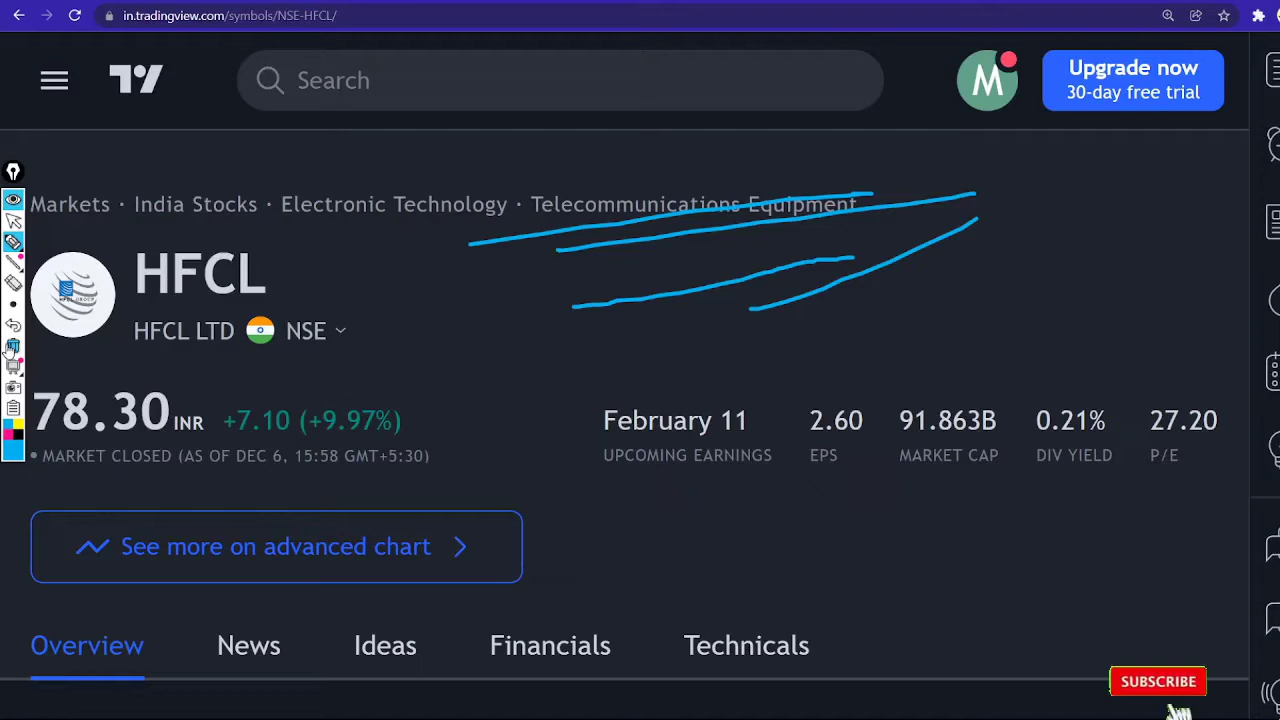 in.tradingview.com/symbols/NSE-HFCL/
Search
M
Upgrade now
30-day free trial
Markets · India Stocks · Electronic Technology · Telecommunications Equipment
HFCL
HFCL LTD NSE
78.30 INR +7.10 (+9.97%)
• MARKET CLOSED (AS OF DEC 6, 15:58 GMT+5:30)
February 11 2.60 91.863B 0.21% 27.20
UPCOMING EARNINGS EPS MARKET CAP DIV YIELD P/E
See more on advanced chart
Overview News Ideas Financials Technicals
SUBSCRIBE